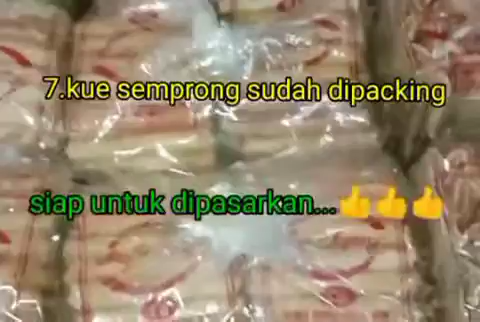 7.kue semprong sudah dipacking
siap untuk dipasarkan...👍👍👍